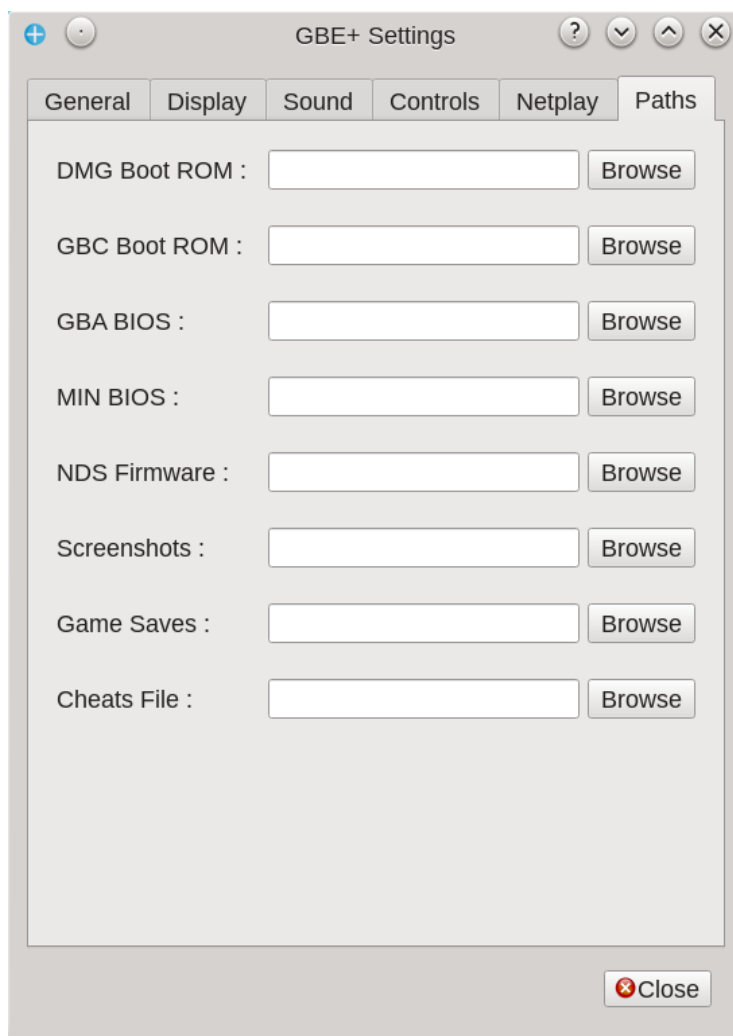 GBE+ Settings
General Display Sound Controls Netplay Paths
DMG Boot ROM : Browse
GBC Boot ROM : Browse
GBA BIOS : Browse
MIN BIOS : Browse
NDS Firmware : Browse
Screenshots : Browse
Game Saves : Browse
Cheats File : Browse
Close